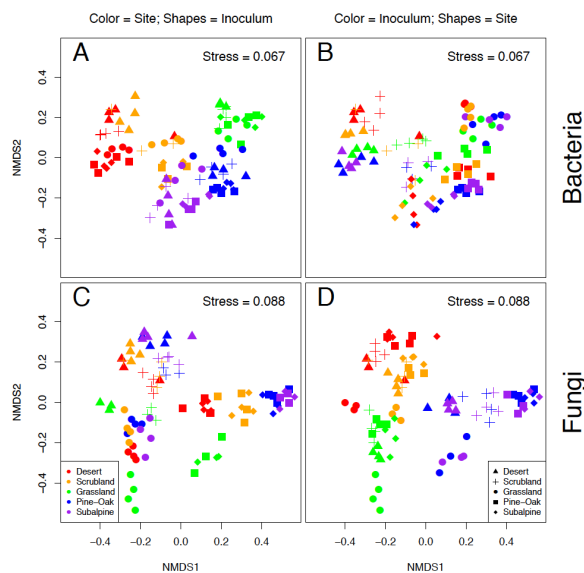 Color = Site; Shapes = Inoculum
Color = Inoculum; Shapes = Site
A
Stress = 0.067
B
Stress = 0.067
Bacteria
NMDS2
0.4
0.2
0.0
−0.2
−0.4
C
Stress = 0.088
D
Stress = 0.088
Fungi
NMDS2
0.4
0.2
0.0
−0.2
−0.4
Desert
Scrubland
Grassland
Pine−Oak
Subalpine
Desert
Scrubland
Grassland
Pine−Oak
Subalpine
−0.4 −0.2 0.0 0.2 0.4
−0.4 −0.2 0.0 0.2 0.4
NMDS1
NMDS1